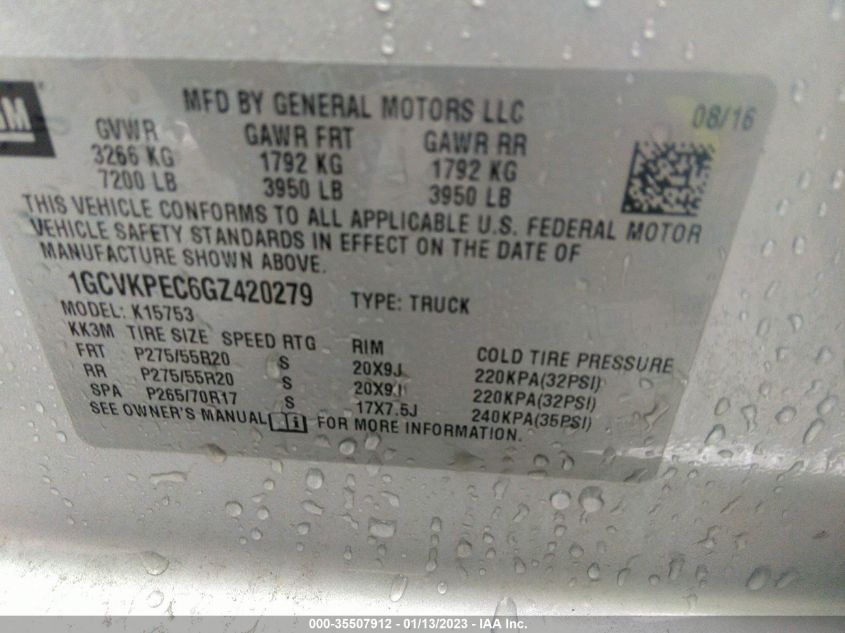 GM
MFD BY GENERAL MOTORS LLC 08/16
GVWR GAWR FRT GAWR RR
3266 KG 1792 KG 1792 KG
7200 LB 3950 LB 3950 LB
THIS VEHICLE CONFORMS TO ALL APPLICABLE U.S. FEDERAL MOTOR
VEHICLE SAFETY STANDARDS IN EFFECT ON THE DATE OF
MANUFACTURE SHOWN ABOVE.
1GCVKPEC6GZ420279 TYPE: TRUCK
MODEL: K15753
KK3M TIRE SIZE SPEED RTG RIM COLD TIRE PRESSURE
FRT P275/55R20 S 20X9J 220KPA(32PSI)
RR P275/55R20 S 20X9J 220KPA(32PSI)
SPA P265/70R17 S 17X7.5J 240KPA(35PSI)
SEE OWNER'S MANUAL i FOR MORE INFORMATION.
000-35507912 - 01/13/2023 - IAA Inc.